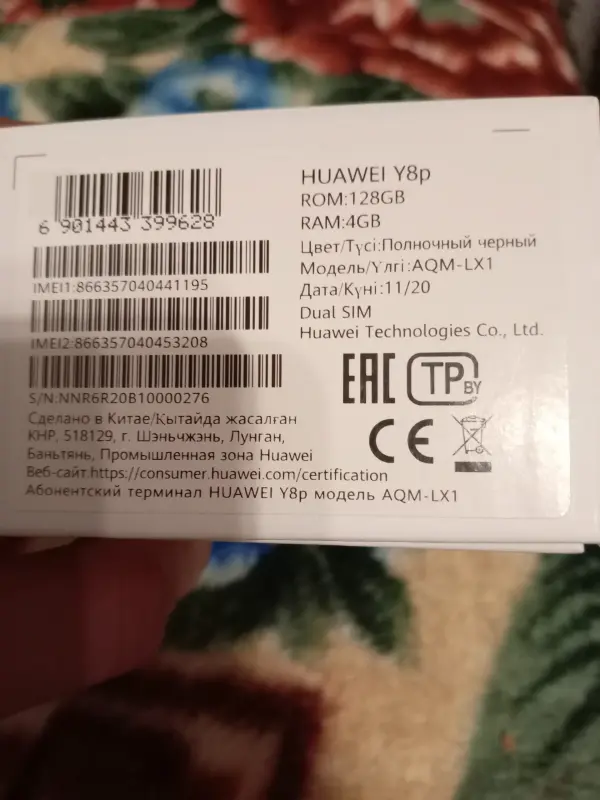 6 901443 399628
IMEI1:866357040441195
IMEI2:866357040453208
S/N:NNR6R20B10000276
HUAWEI Y8p
ROM:128GB
RAM:4GB
Цвет/Түсі:Полночный черный
Модель/Үлгі:AQM-LX1
Дата/Күні:11/20
Dual SIM
Huawei Technologies Co., Ltd.
EAC TP BY
CE
Сделано в Китае/Қытайда жасалған
КНР, 518129, г. Шэньчжэнь, Лунган,
Баньтянь, Промышленная зона Huawei
Веб-сайт:https://consumer.huawei.com/certification
Абонентский терминал HUAWEI Y8p модель AQM-LX1